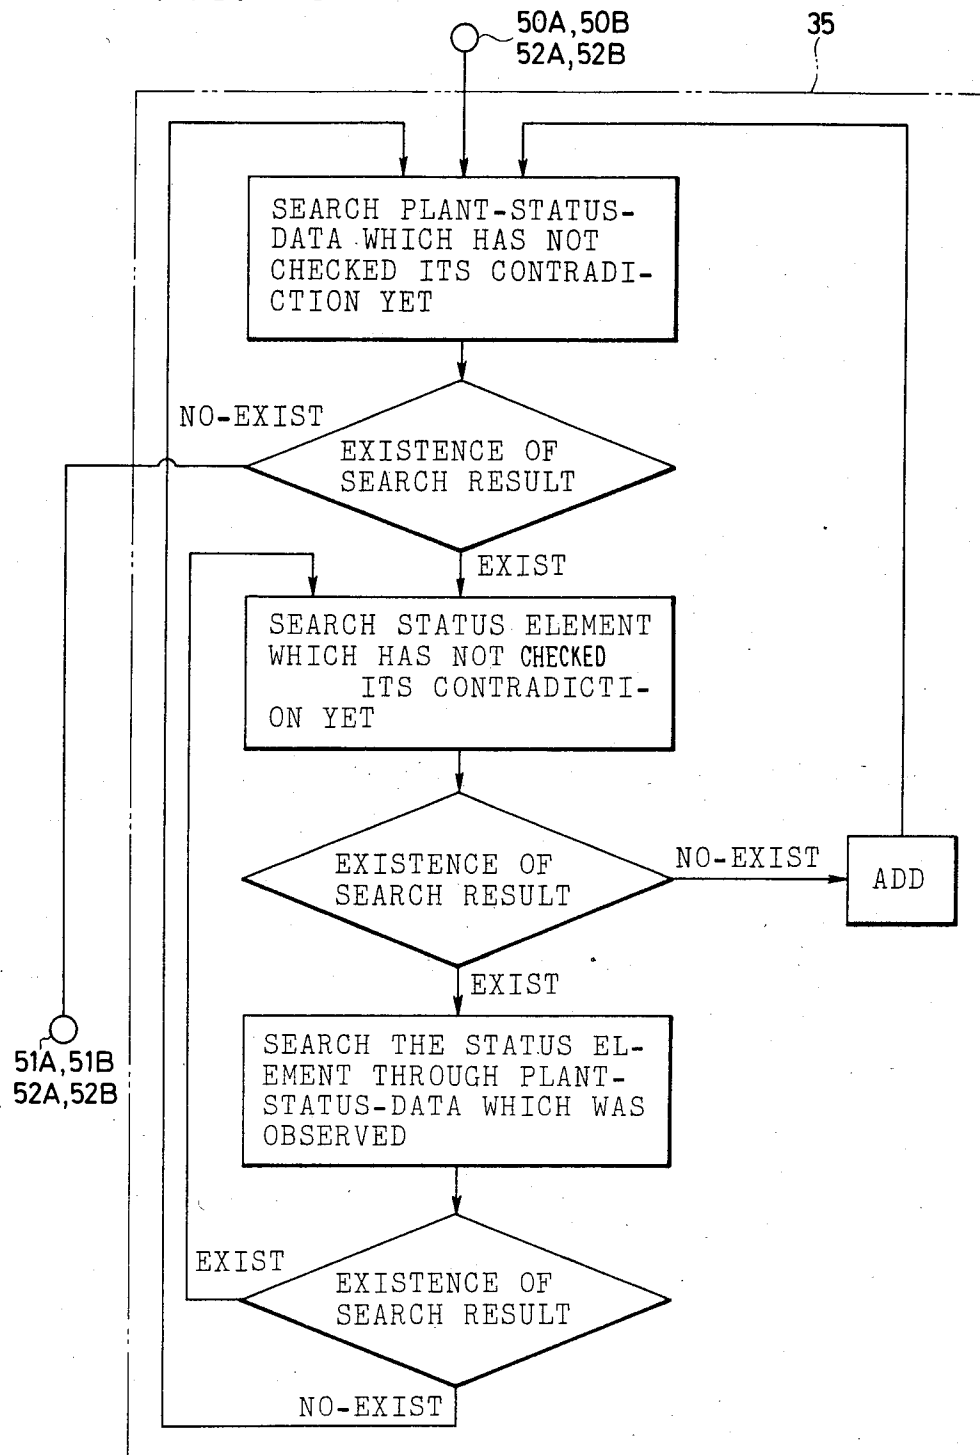 50A,50B
52A,52B
35
SEARCH PLANT-STATUS-
DATA WHICH HAS NOT
CHECKED ITS CONTRADI-
CTION YET
NO-EXIST
EXISTENCE OF
SEARCH RESULT
EXIST
SEARCH STATUS ELEMENT
WHICH HAS NOT CHECKED
ITS CONTRADICTI-
ON YET
EXISTENCE OF
SEARCH RESULT
NO-EXIST
ADD
EXIST
51A,51B
52A,52B
SEARCH THE STATUS EL-
EMENT THROUGH PLANT-
STATUS-DATA WHICH WAS
OBSERVED
EXIST
EXISTENCE OF
SEARCH RESULT
NO-EXIST